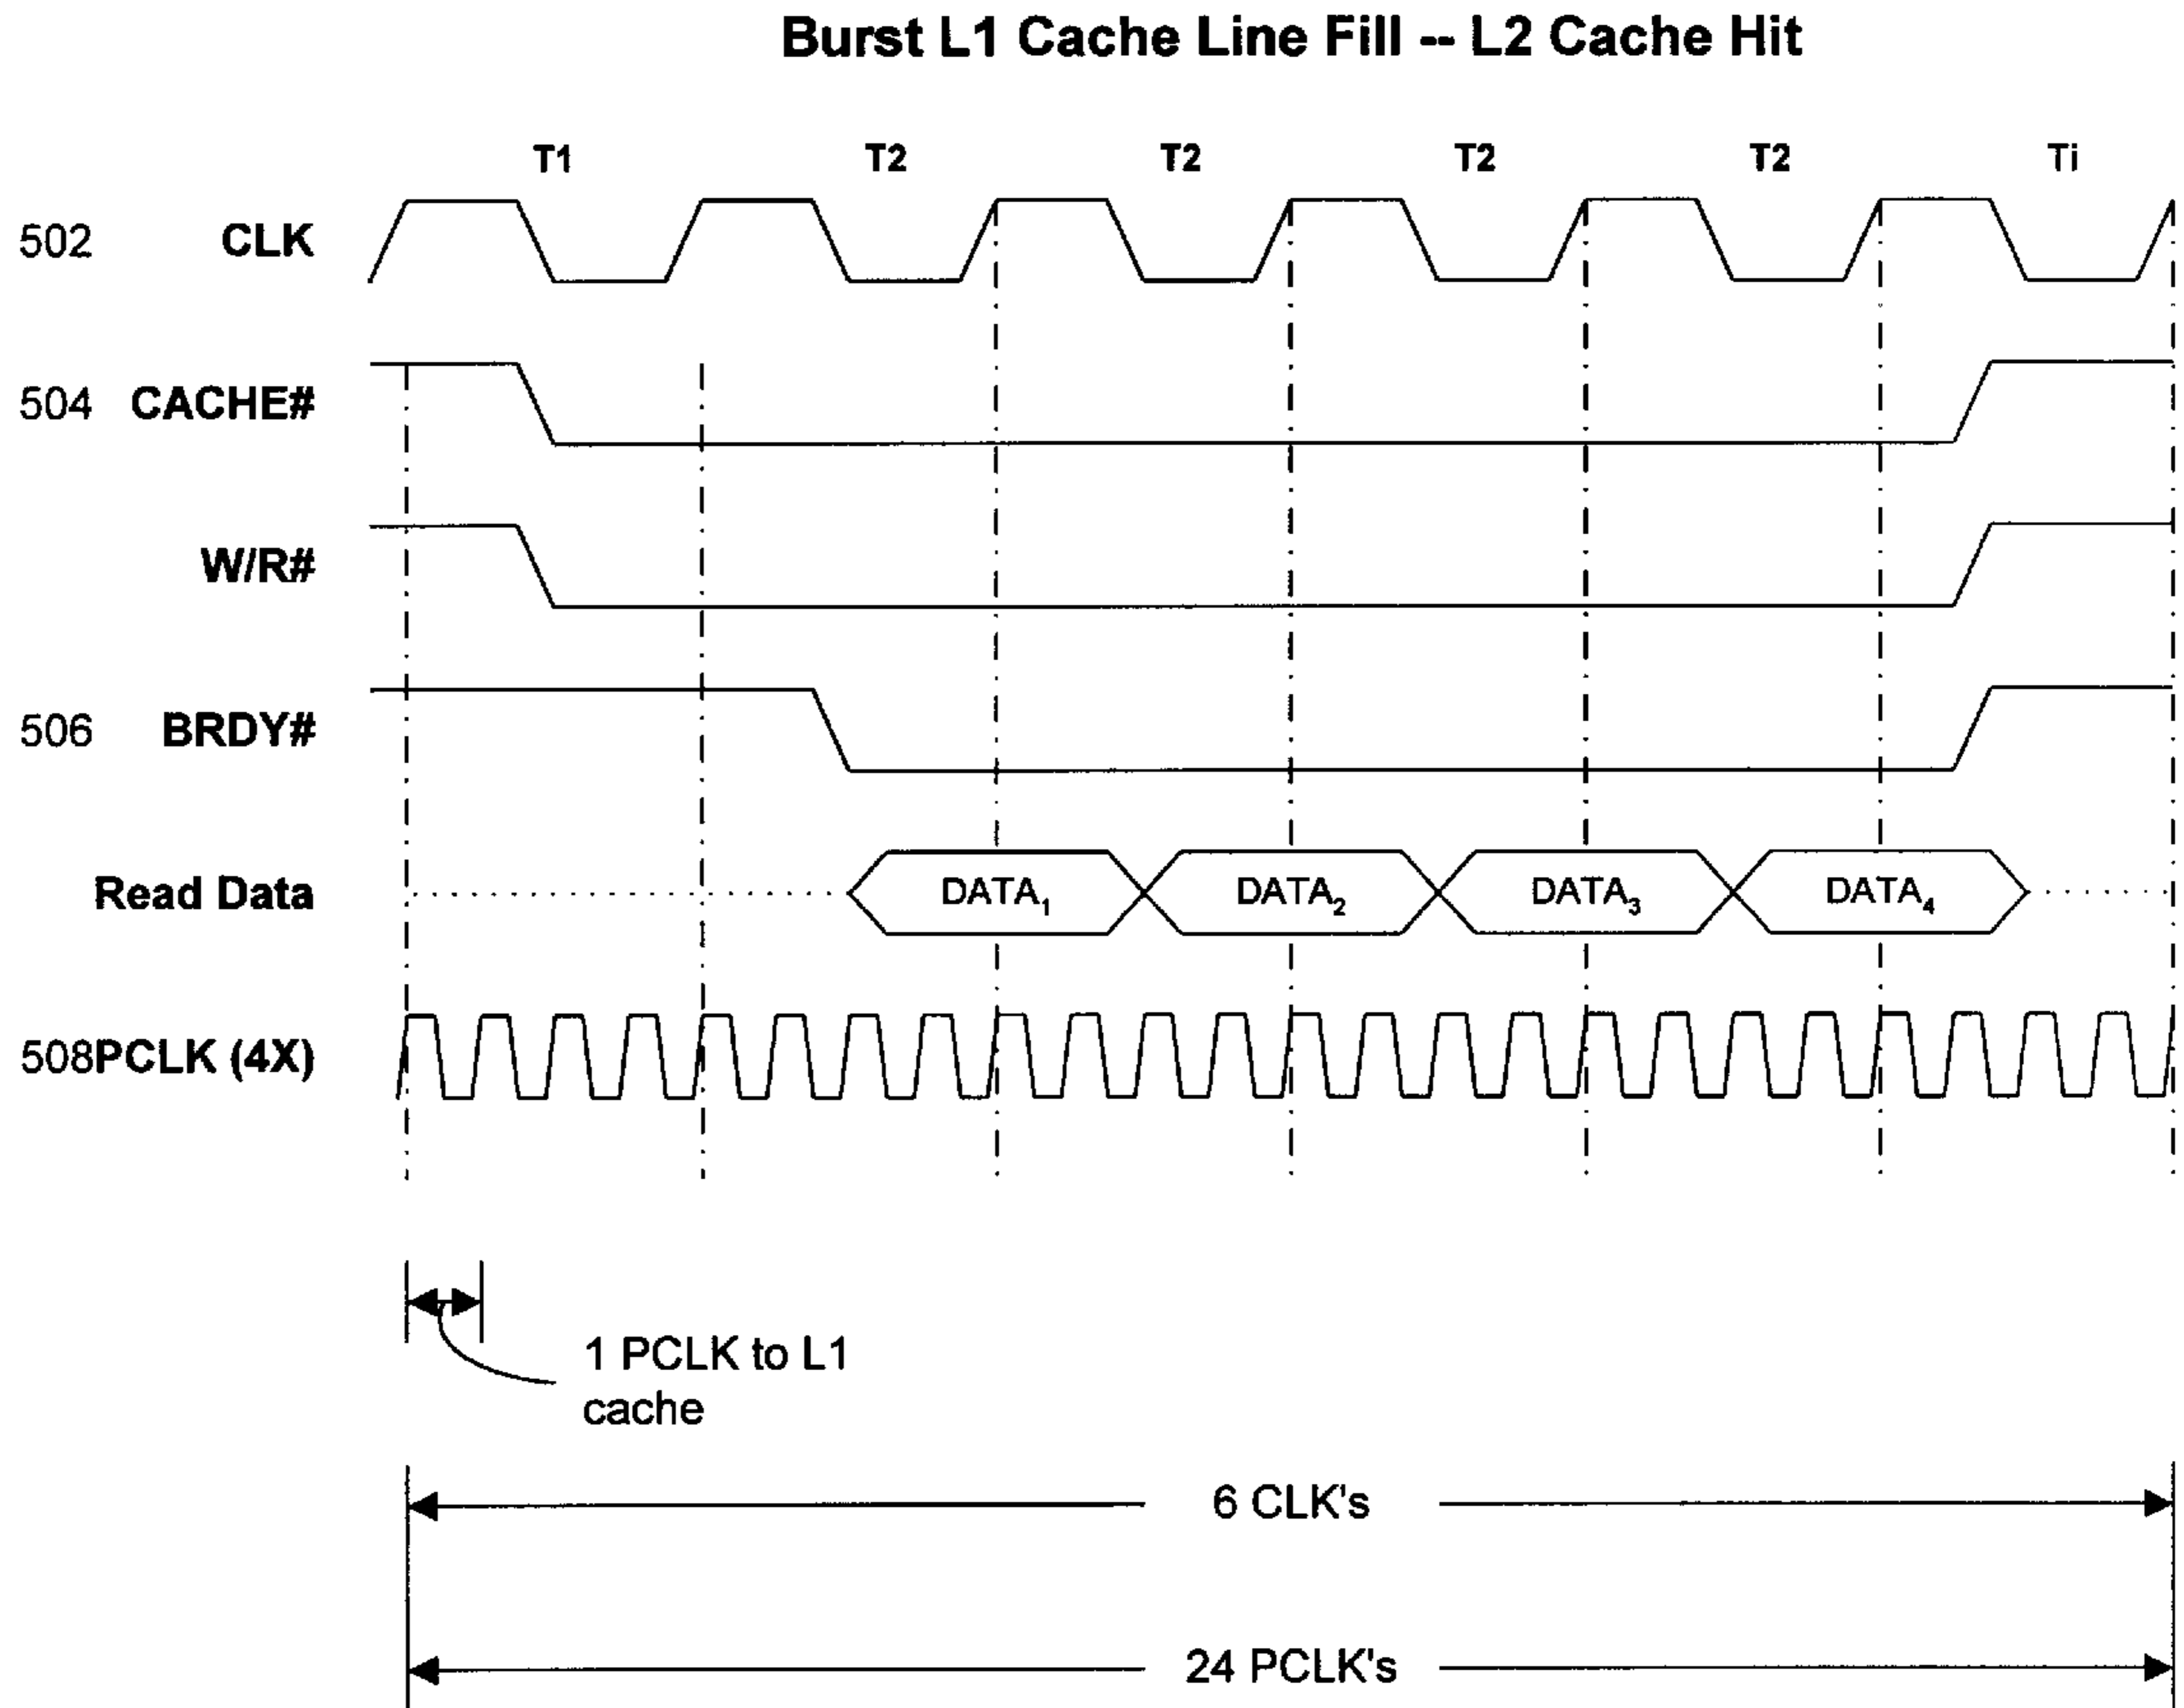 Burst L1 Cache Line Fill -- L2 Cache Hit
T1 T2 T2 T2 T2 Ti
502 CLK
504 CACHE#
W/R#
506 BRDY#
Read Data DATA1 DATA2 DATA3 DATA4
508PCLK (4X)
1 PCLK to L1
cache
6 CLK's
24 PCLK's